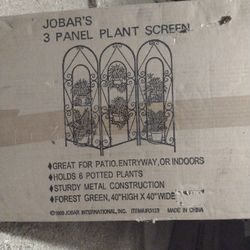 JOBAR'S
3 PANEL PLANT SCREEN
♦GREAT FOR PATIO, ENTRYWAY, OR INDOORS
♦HOLDS 6 POTTED PLANTS
♦STURDY METAL CONSTRUCTION
♦FOREST GREEN, 40"HIGH X 40"WIDE
JOBAR INTERNATIONAL, INC. MADE IN CHINA